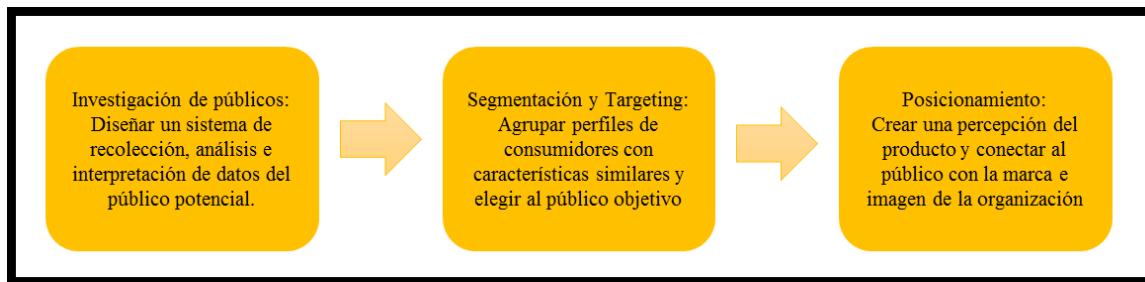 Investigación de públicos:
Diseñar un sistema de
recolección, análisis e
interpretación de datos del
público potencial.
Segmentación y Targeting:
Agrupar perfiles de
consumidores con
características similares y
elegir al público objetivo
Posicionamiento:
Crear una percepción del
producto y conectar al
público con la marca e
imagen de la organización